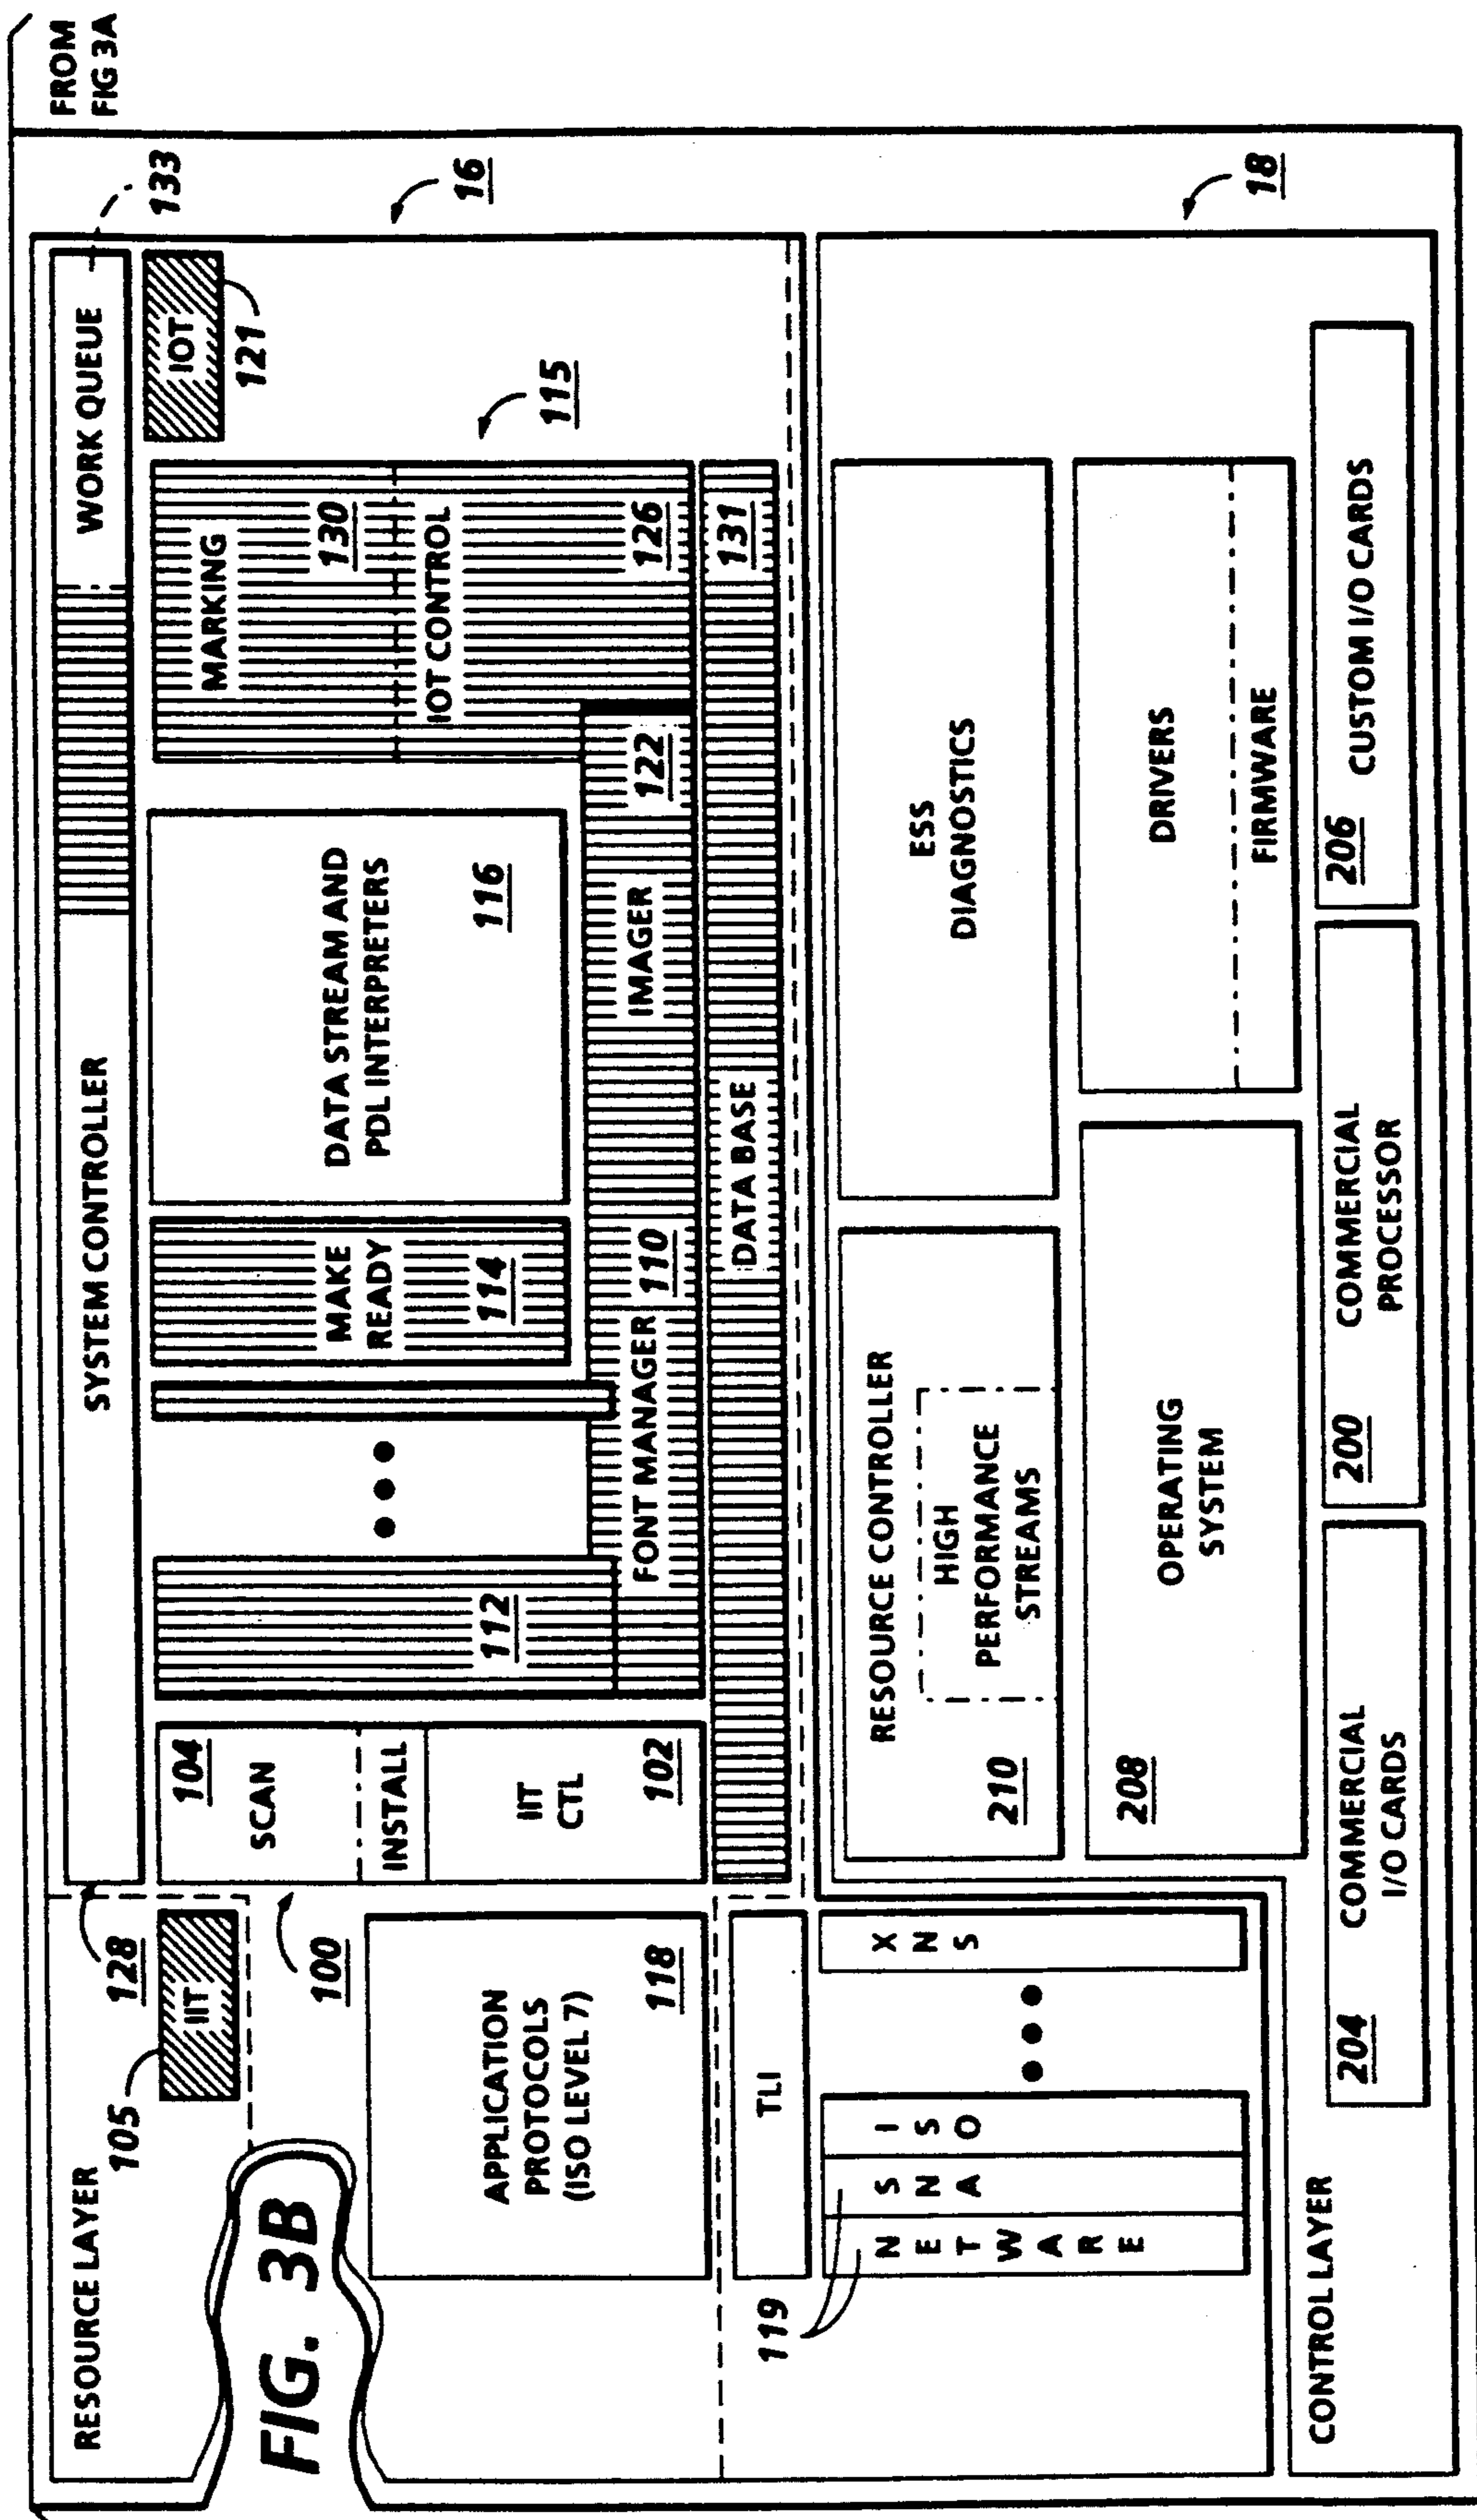 FROM
FIG 3A
RESOURCE LAYER
105
IIT
128
SYSTEM CONTROLLER
WORK QUEUE
133
IOT
121
16
FIG. 3B
100
104
SCAN
INSTALL
IIT
CTL
102
112
MAKE
READY
114
DATA STREAM AND
PDL INTERPRETERS
116
MARKING
130
IOT CONTROL
126
115
FONT MANAGER
110
IMAGER
122
DATA BASE
131
APPLICATION
PROTOCOLS
(ISO LEVEL 7)
118
TLI
119
NETWARE
SNA
ISO
XNS
RESOURCE CONTROLLER
HIGH
PERFORMANCE
STREAMS
210
ESS
DIAGNOSTICS
18
208
OPERATING
SYSTEM
DRIVERS
FIRMWARE
CONTROL LAYER
204
COMMERCIAL
I/O CARDS
200
COMMERCIAL
PROCESSOR
206
CUSTOM I/O CARDS